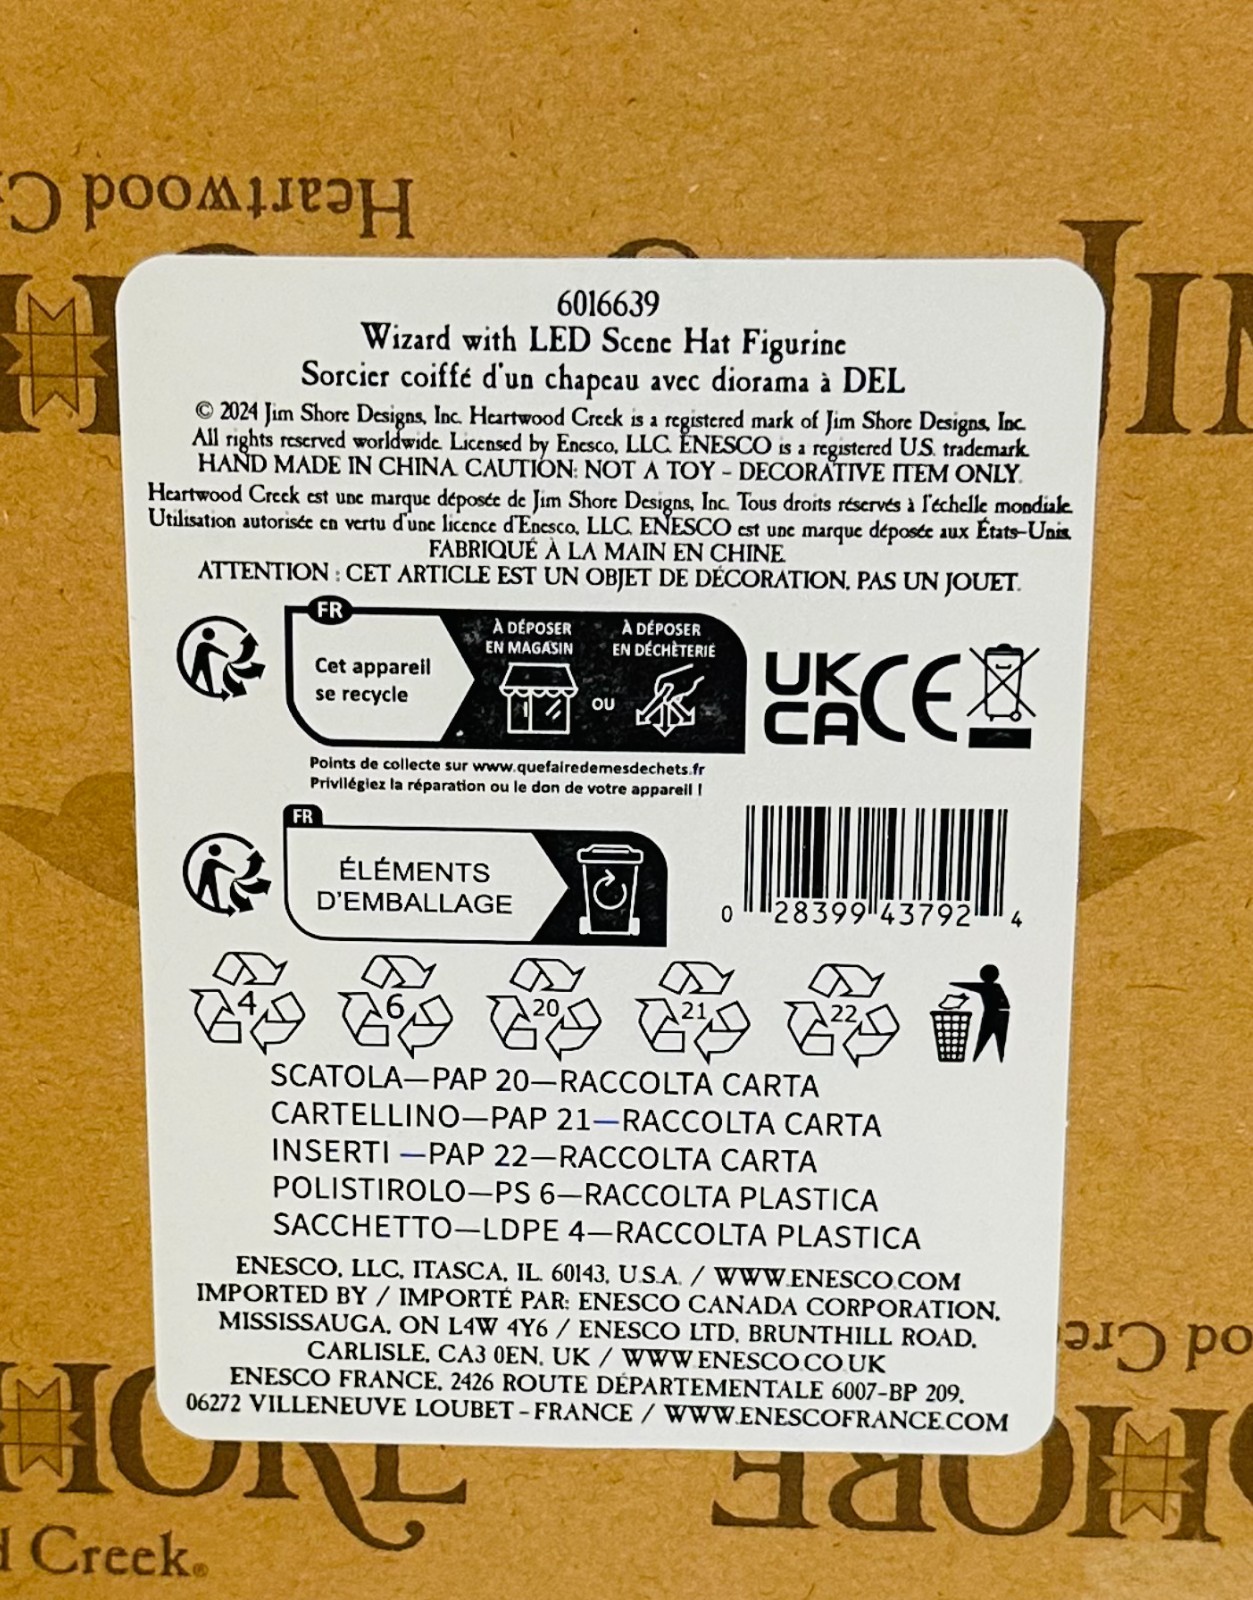 Heartwood C
6016639
Wizard with LED Scene Hat Figurine
Sorcier coiffé d'un chapeau avec diorama à DEL
© 2024 Jim Shore Designs, Inc. Heartwood Creek is a registered mark of Jim Shore Designs, Inc.
All rights reserved worldwide. Licensed by Enesco, LLC. ENESCO is a registered U.S. trademark.
HAND MADE IN CHINA. CAUTION: NOT A TOY - DECORATIVE ITEM ONLY.
Heartwood Creek est une marque déposée de Jim Shore Designs, Inc. Tous droits réservés à l'échelle mondiale.
Utilisation autorisée en vertu d'une licence d'Enesco, LLC. ENESCO est une marque déposée aux États-Unis.
FABRIQUÉ À LA MAIN EN CHINE
ATTENTION : CET ARTICLE EST UN OBJET DE DÉCORATION, PAS UN JOUET.
FR
Cet appareil
se recycle
À DÉPOSER
EN MAGASIN
OU
À DÉPOSER
EN DÉCHÈTERIE
UK
CA
CE
Points de collecte sur www.quefairedemesdechets.fr
Privilégiez la réparation ou le don de votre appareil !
FR
ÉLÉMENTS
D'EMBALLAGE
0 28399 43792 4
4 6 20 21 22
SCATOLA—PAP 20—RACCOLTA CARTA
CARTELLINO—PAP 21—RACCOLTA CARTA
INSERTI —PAP 22—RACCOLTA CARTA
POLISTIROLO—PS 6—RACCOLTA PLASTICA
SACCHETTO—LDPE 4—RACCOLTA PLASTICA
ENESCO, LLC, ITASCA, IL 60143, U.S.A. / WWW.ENESCO.COM
IMPORTED BY / IMPORTÉ PAR: ENESCO CANADA CORPORATION,
MISSISSAUGA, ON L4W 4Y6 / ENESCO LTD, BRUNTHILL ROAD,
CARLISLE, CA3 0EN, UK / WWW.ENESCO.CO.UK
ENESCO FRANCE, 2426 ROUTE DÉPARTEMENTALE 6007-BP 209,
06272 VILLENEUVE LOUBET - FRANCE / WWW.ENESCOFRANCE.COM
d Creek®